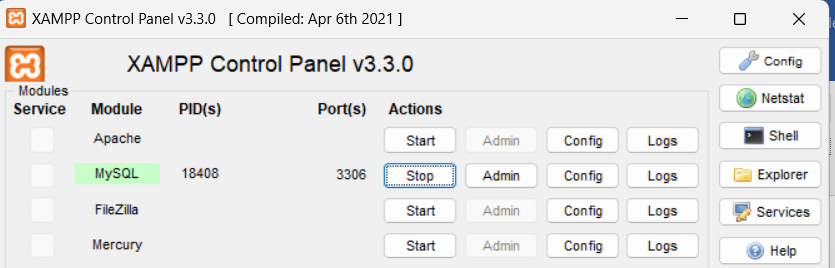 XAMPP Control Panel v3.3.0 [ Compiled: Apr 6th 2021 ]
XAMPP Control Panel v3.3.0
Config
Modules
Service Module PID(s) Port(s) Actions
Netstat
Apache Start Admin Config Logs
Shell
MySQL 18408 3306 Stop Admin Config Logs
Explorer
FileZilla Start Admin Config Logs
Services
Mercury Start Admin Config Logs
Help